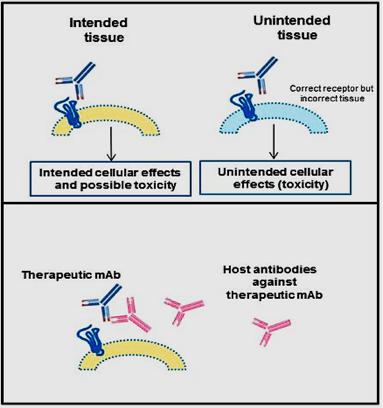 Intended
tissue
Unintended
tissue
Correct receptor but
incorrect tissue
Intended cellular effects
and possible toxicity
Unintended cellular
effects (toxicity)
Therapeutic mAb
Host antibodies
against
therapeutic mAb